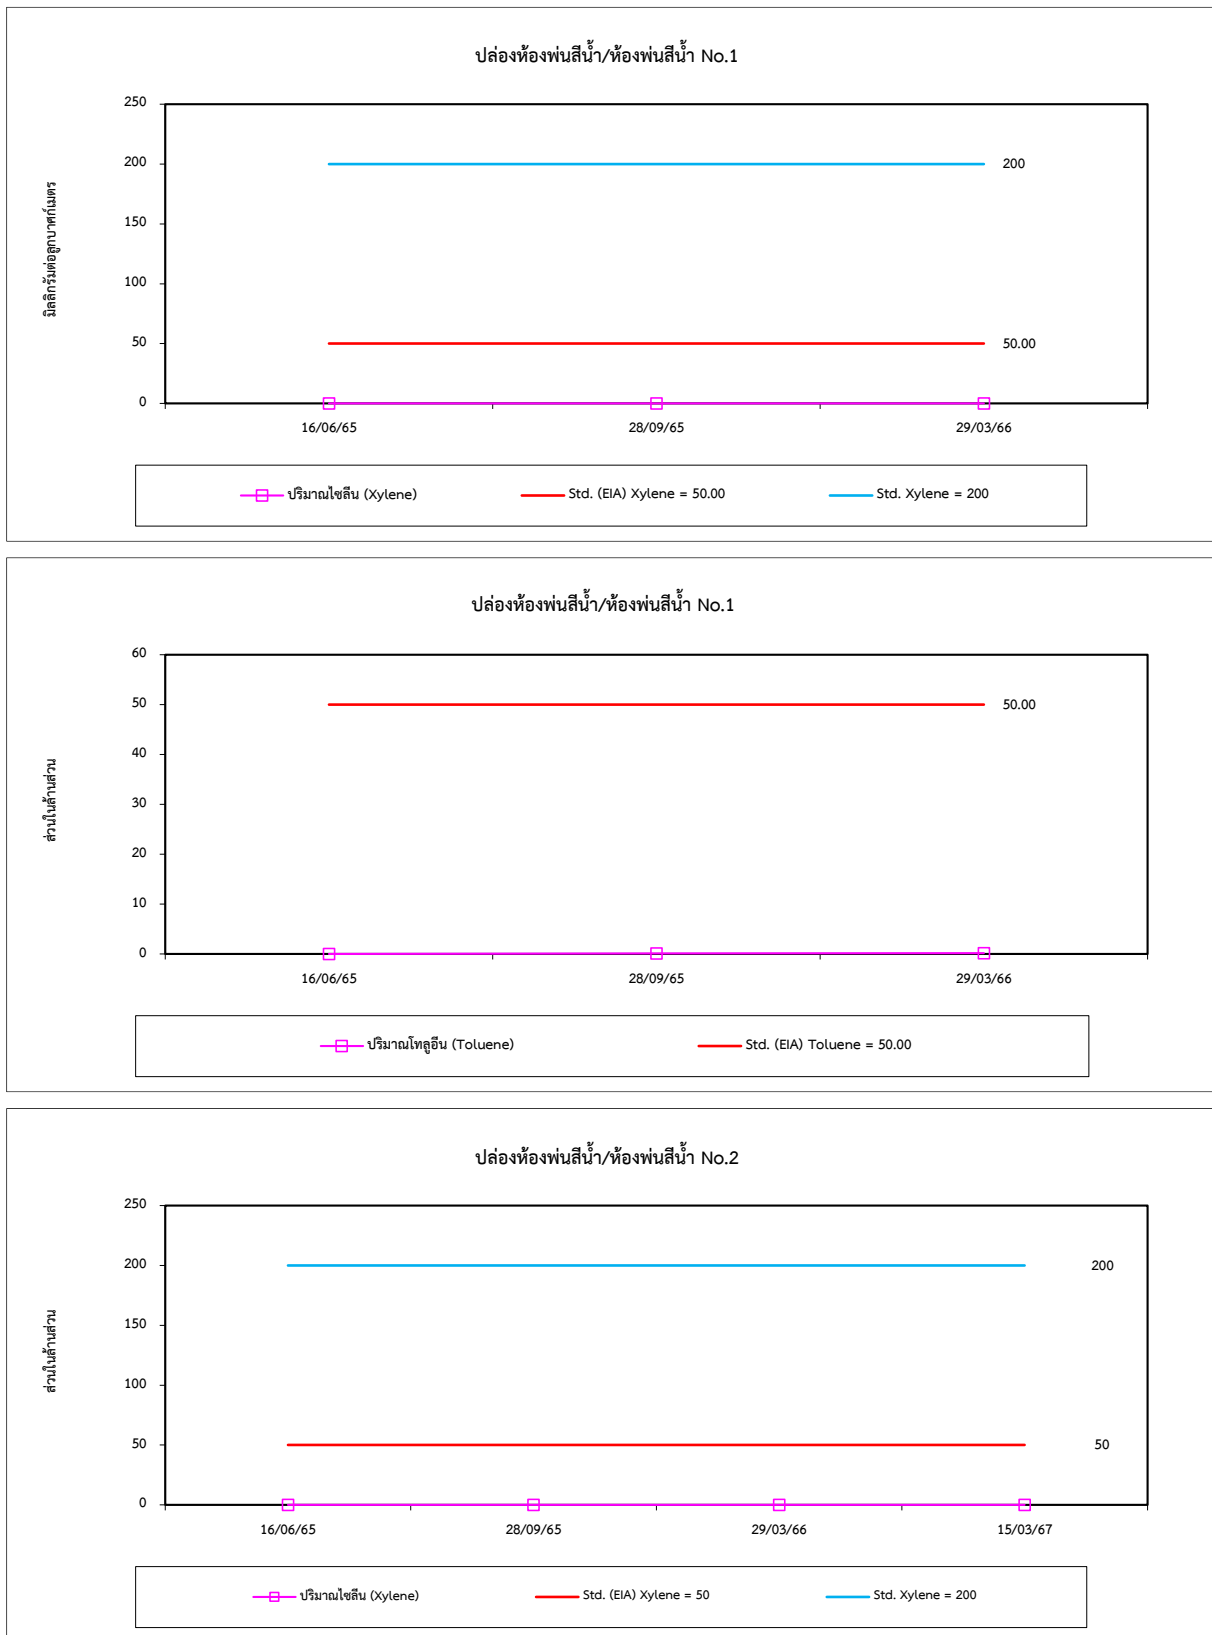 ปล่องห้องพ่นสีน้ำ/ห้องพ่นสีน้ำ No.1
มิลลิกรัมต่อลูกบาศก์เมตร
250
200
150
100
50
0
200
50.00
16/06/65 28/09/65 29/03/66
ปริมาณไซลีน (Xylene) Std. (EIA) Xylene = 50.00 Std. Xylene = 200
ปล่องห้องพ่นสีน้ำ/ห้องพ่นสีน้ำ No.1
ส่วนในล้านส่วน
60
50
40
30
20
10
0
50.00
16/06/65 28/09/65 29/03/66
ปริมาณโทลูอีน (Toluene) Std. (EIA) Toluene = 50.00
ปล่องห้องพ่นสีน้ำ/ห้องพ่นสีน้ำ No.2
ส่วนในล้านส่วน
250
200
150
100
50
0
200
50
16/06/65 28/09/65 29/03/66 15/03/67
ปริมาณไซลีน (Xylene) Std. (EIA) Xylene = 50 Std. Xylene = 200